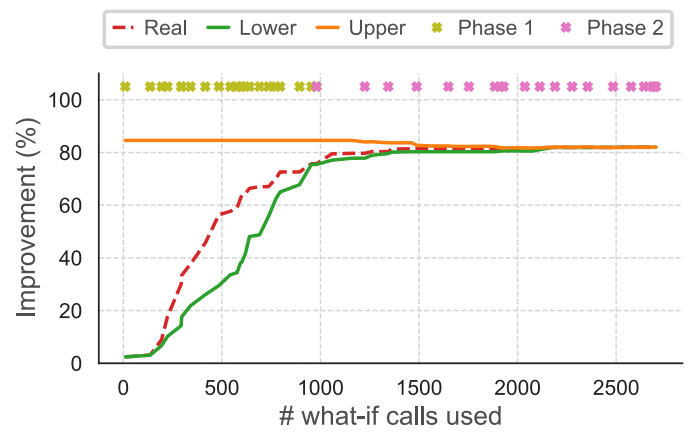 Real Lower Upper Phase 1 Phase 2
Improvement (%)
100
80
60
40
20
0
0 500 1000 1500 2000 2500
# what-if calls used